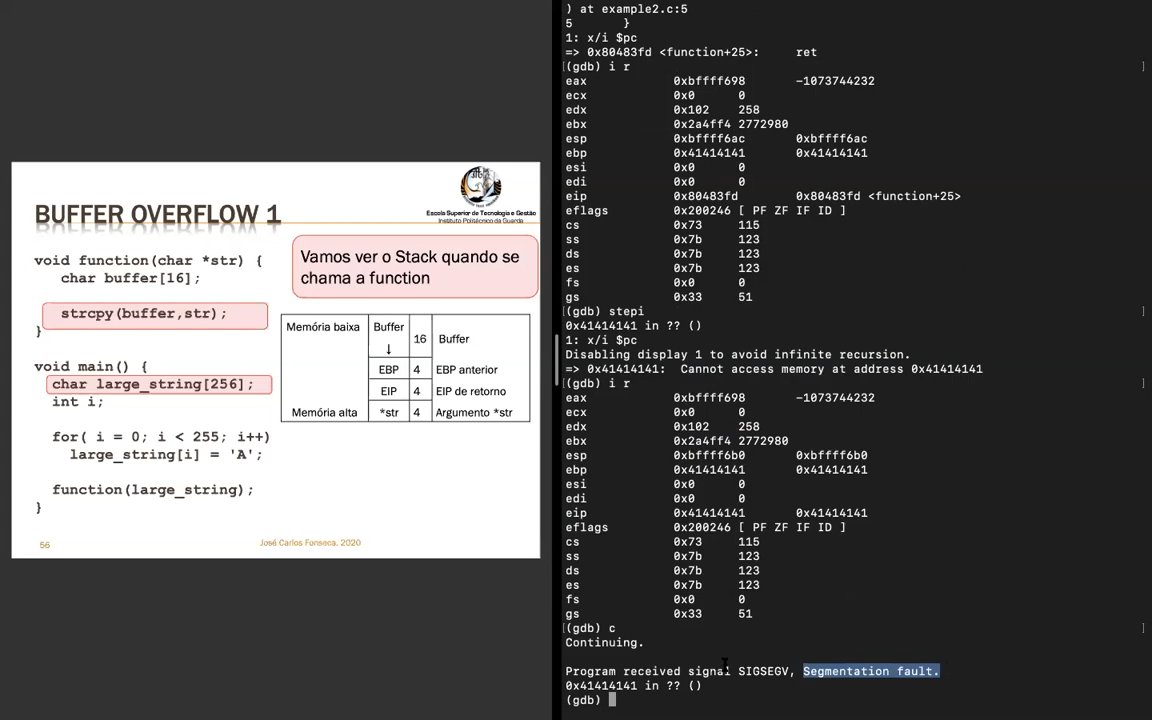 BUFFER OVERFLOW 1
Escola Superior de Tecnologia e Gestão
Instituto Politécnico da Guarda
void function(char *str) {
char buffer[16];
strcpy(buffer,str);
}
void main() {
char large_string[256];
int i;
for( i = 0; i < 255; i++)
large_string[i] = 'A';
function(large_string);
}
Vamos ver o Stack quando se
chama a function
Memória baixa Buffer ↓ 16 Buffer
EBP 4 EBP anterior
EIP 4 EIP de retorno
Memória alta *str 4 Argumento *str
56 José Carlos Fonseca, 2020
) at example2.c:5
5 }
1: x/i $pc
=> 0x80483fd <function+25>: ret
[(gdb) i r ]
eax 0xbffff698 -1073744232
ecx 0x0 0
edx 0x102 258
ebx 0x2a4ff4 2772980
esp 0xbffff6ac 0xbffff6ac
ebp 0x41414141 0x41414141
esi 0x0 0
edi 0x0 0
eip 0x80483fd 0x80483fd <function+25>
eflags 0x200246 [ PF ZF IF ID ]
cs 0x73 115
ss 0x7b 123
ds 0x7b 123
es 0x7b 123
fs 0x0 0
gs 0x33 51
[(gdb) stepi ]
0x41414141 in ?? ()
1: x/i $pc
Disabling display 1 to avoid infinite recursion.
=> 0x41414141: Cannot access memory at address 0x41414141
[(gdb) i r ]
eax 0xbffff698 -1073744232
ecx 0x0 0
edx 0x102 258
ebx 0x2a4ff4 2772980
esp 0xbffff6b0 0xbffff6b0
ebp 0x41414141 0x41414141
esi 0x0 0
edi 0x0 0
eip 0x41414141 0x41414141
eflags 0x200246 [ PF ZF IF ID ]
cs 0x73 115
ss 0x7b 123
ds 0x7b 123
es 0x7b 123
fs 0x0 0
gs 0x33 51
[(gdb) c ]
Continuing.
Program received signal SIGSEGV, Segmentation fault.
0x41414141 in ?? ()
(gdb)